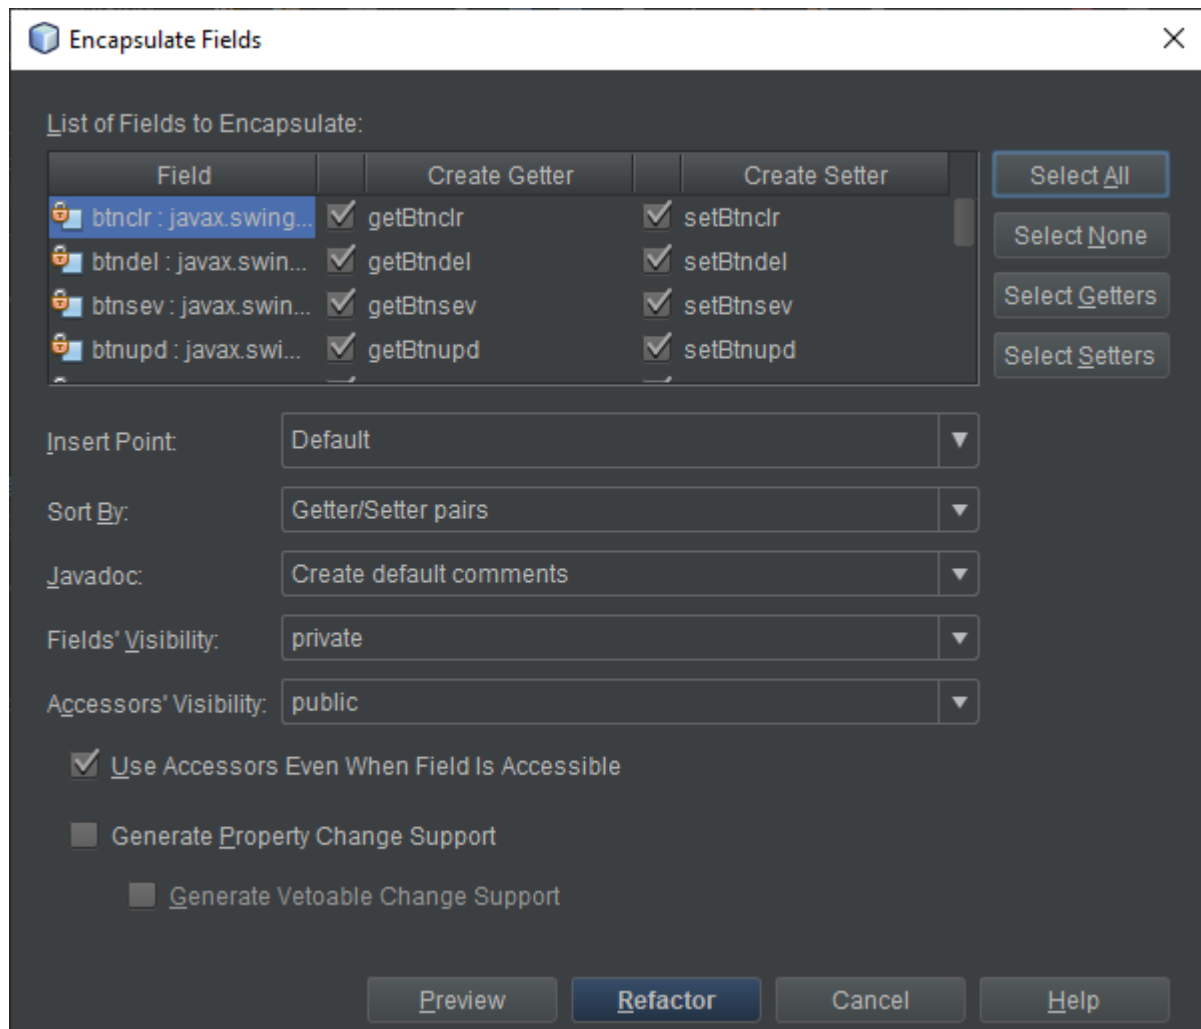 Encapsulate Fields
List of Fields to Encapsulate:
Field Create Getter Create Setter
btnclr : javax.swing... getBtnclr setBtnclr
btndel : javax.swin... getBtndel setBtndel
btnsev : javax.swin... getBtnsev setBtnsev
btnupd : javax.swi... getBtnupd setBtnupd
Select All
Select None
Select Getters
Select Setters
Insert Point: Default
Sort By: Getter/Setter pairs
Javadoc: Create default comments
Fields' Visibility: private
Accessors' Visibility: public
Use Accessors Even When Field Is Accessible
Generate Property Change Support
Generate Vetoable Change Support
Preview Refactor Cancel Help